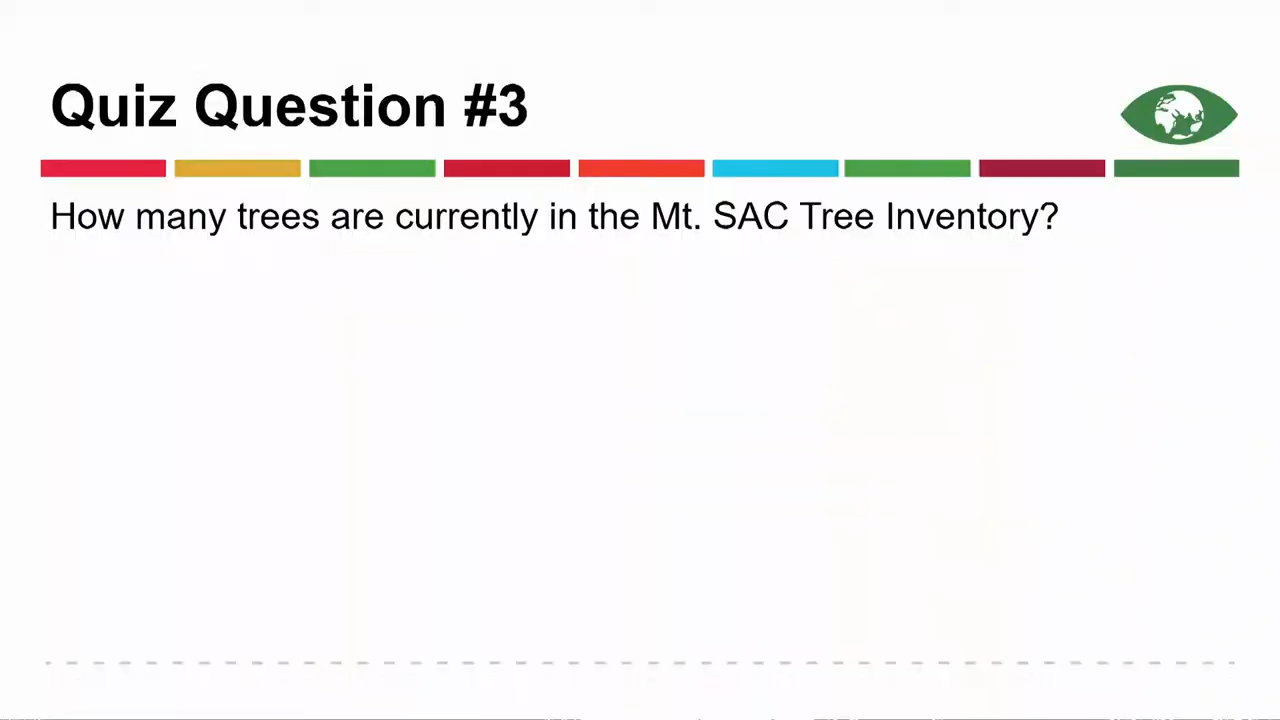 Quiz Question #3
How many trees are currently in the Mt. SAC Tree Inventory?